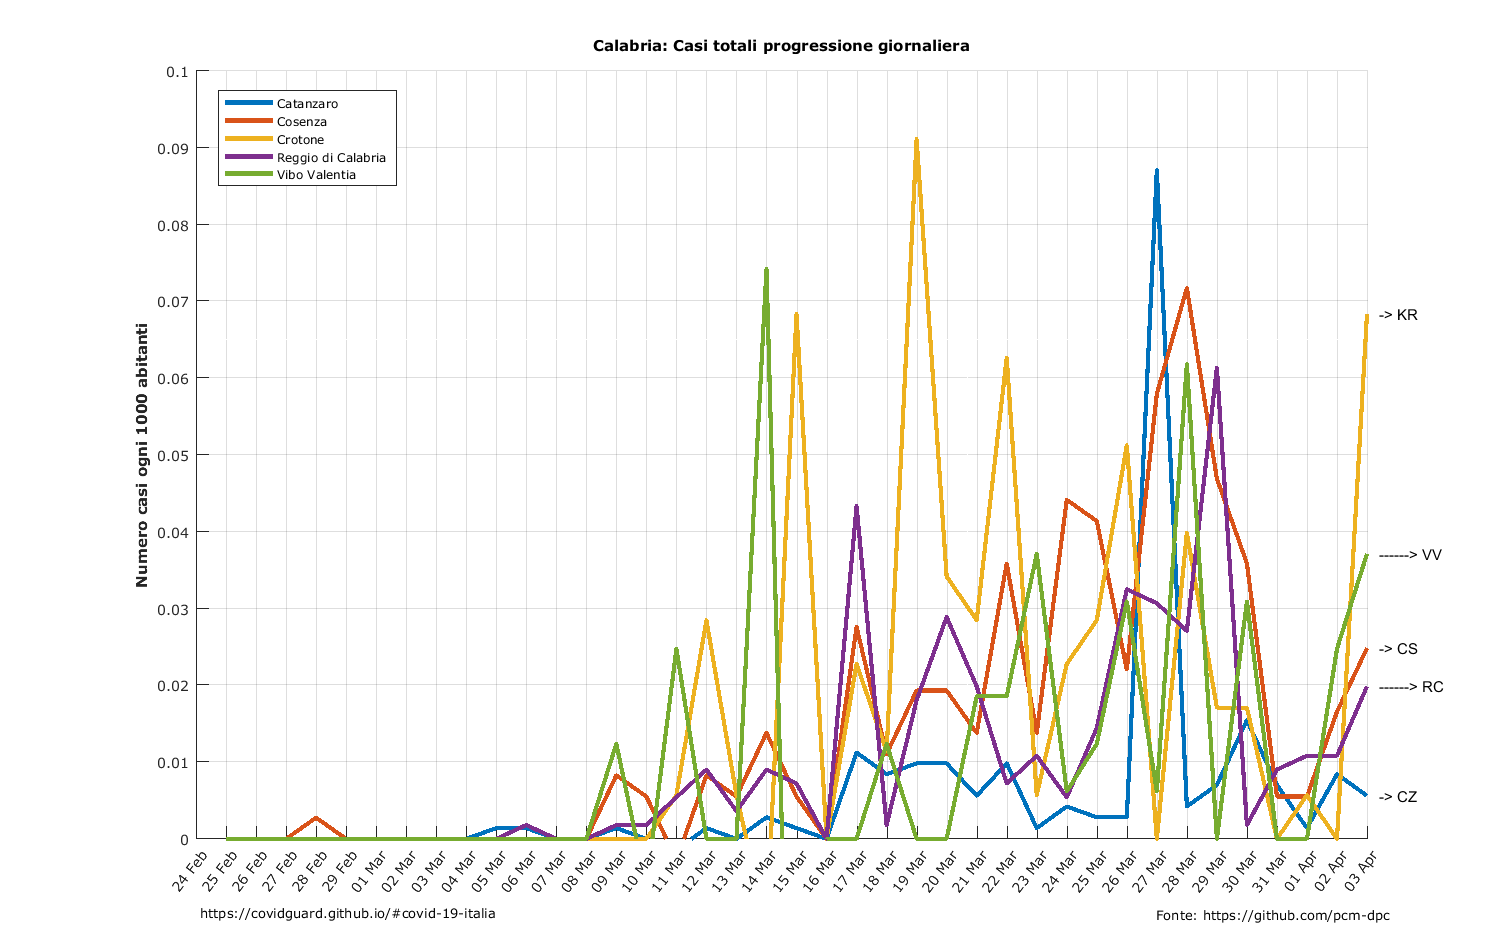 Calabria: Casi totali progressione giornaliera
0.1
0.09
0.08
0.07
0.06
0.05
0.04
0.03
0.02
0.01
0
Numero casi ogni 1000 abitanti
Catanzaro
Cosenza
Crotone
Reggio di Calabria
Vibo Valentia
-> KR
------> VV
-> CS
------> RC
-> CZ
24 Feb
25 Feb
26 Feb
27 Feb
28 Feb
29 Feb
01 Mar
02 Mar
03 Mar
04 Mar
05 Mar
06 Mar
07 Mar
08 Mar
09 Mar
10 Mar
11 Mar
12 Mar
13 Mar
14 Mar
15 Mar
16 Mar
17 Mar
18 Mar
19 Mar
20 Mar
21 Mar
22 Mar
23 Mar
24 Mar
25 Mar
26 Mar
27 Mar
28 Mar
29 Mar
30 Mar
31 Mar
01 Apr
02 Apr
03 Apr
https://covidguard.github.io/#covid-19-italia
Fonte: https://github.com/pcm-dpc